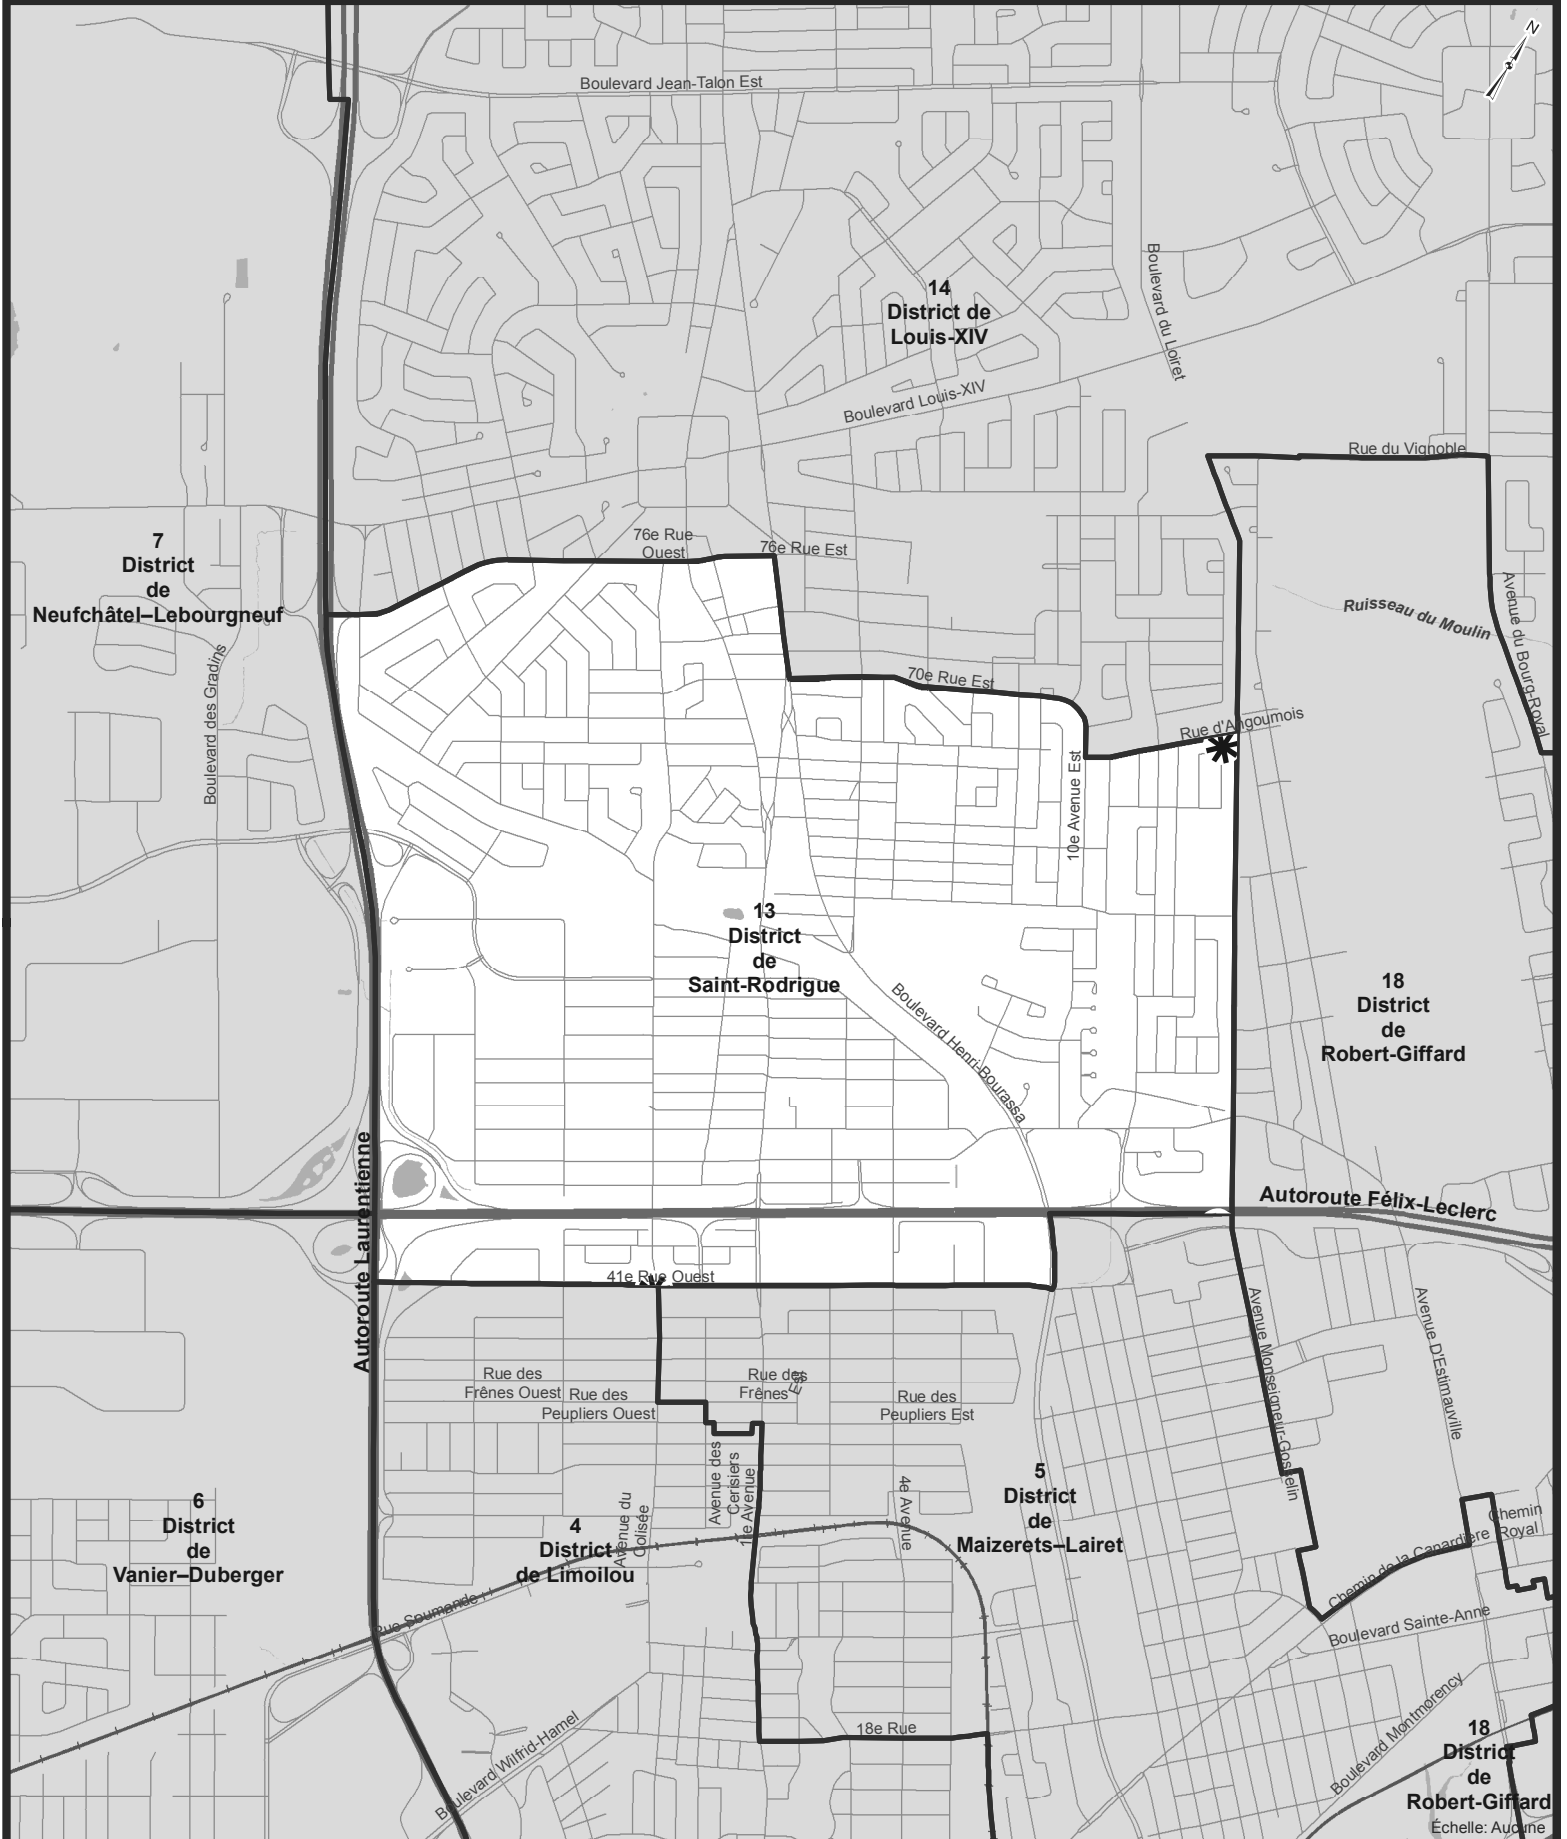 N
Boulevard Jean-Talon Est
14
District de
Louis-XIV
Boulevard du Loiret
Boulevard Louis-XIV
Rue du Vignoble
76e Rue
Ouest
76e Rue Est
7
District
de
Neufchâtel–Lebourgneuf
Ruisseau du Moulin
Avenue du Bourg-Royal
Boulevard des Gradins
70e Rue Est
Rue d'Angoumois
10e Avenue Est
13
District
de
Saint-Rodrigue
Boulevard Henri-Bourassa
18
District
de
Robert-Giffard
Autoroute Laurentienne
Autoroute Félix-Leclerc
41e Rue Ouest
Avenue Monseigneur-Gosselin
Avenue D'Estimauville
Rue des
Frênes Ouest
Rue des
Peupliers Ouest
Rue des
Frênes Est
Rue des
Peupliers Est
Avenue des
Cerisiers
1re Avenue
4e Avenue
Avenue du
Colisée
5
District
de
Maizerets–Lairet
6
District
de
Vanier–Duberger
4
District
de Limoilou
Chemin
Royal
Chemin de la Canardière
Rue Soumande
Boulevard Sainte-Anne
Boulevard Wilfrid-Hamel
18e Rue
Boulevard Montmorency
18
District
de
Robert-Giffard
Échelle: Aucune